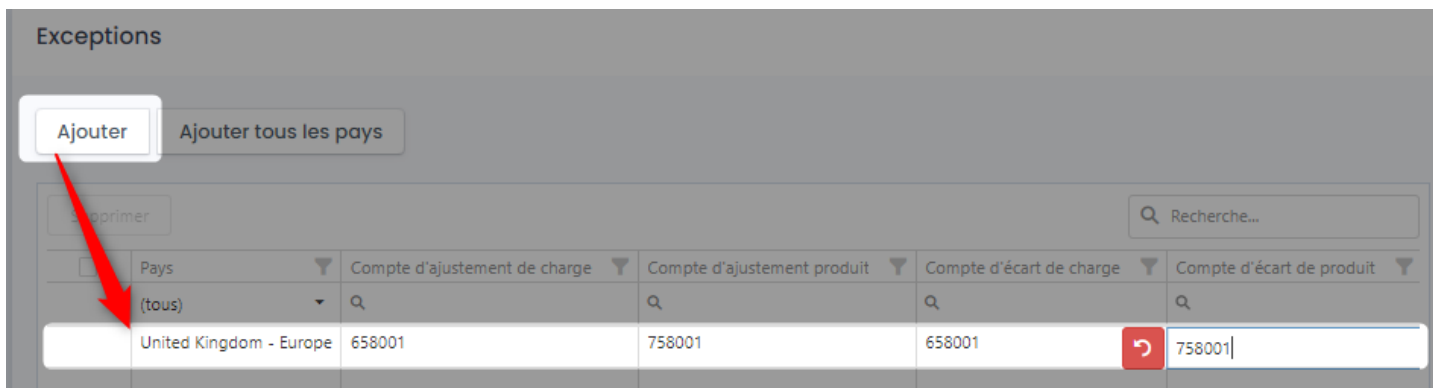 Exceptions
Ajouter Ajouter tous les pays
Supprimer Recherche...
Pays Compte d'ajustement de charge Compte d'ajustement produit Compte d'écart de charge Compte d'écart de produit
(tous)
United Kingdom - Europe 658001 758001 658001 758001